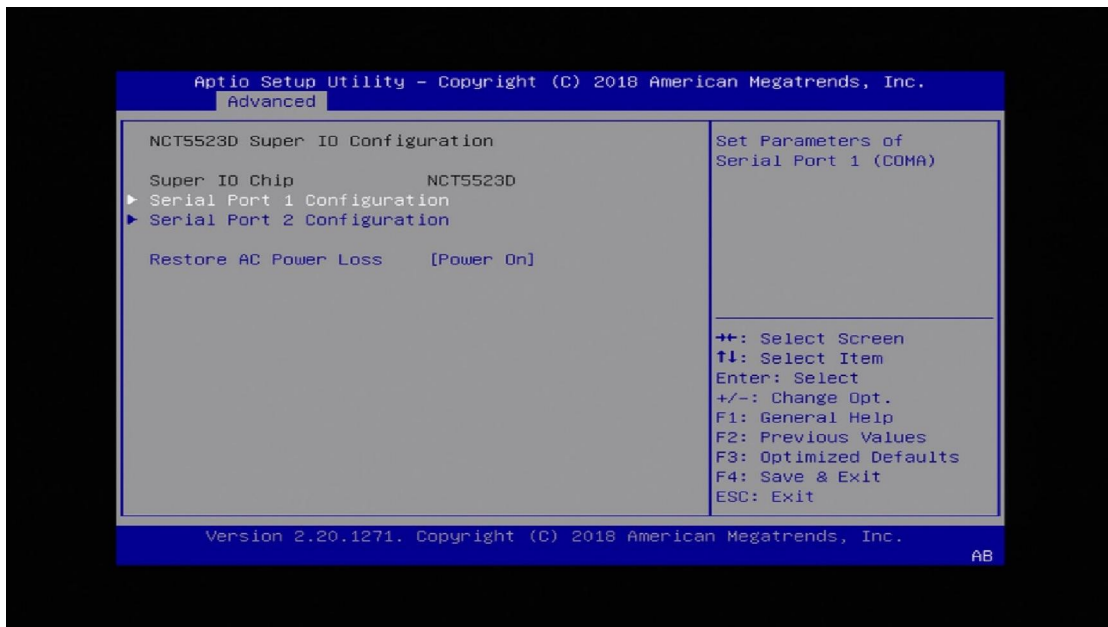 Aptio Setup Utility – Copyright (C) 2018 American Megatrends, Inc.
Advanced
NCT5523D Super IO Configuration
Super IO Chip NCT5523D
► Serial Port 1 Configuration
► Serial Port 2 Configuration
Restore AC Power Loss [Power On]
Set Parameters of
Serial Port 1 (COMA)
→←: Select Screen
↑↓: Select Item
Enter: Select
+/-: Change Opt.
F1: General Help
F2: Previous Values
F3: Optimized Defaults
F4: Save & Exit
ESC: Exit
Version 2.20.1271. Copyright (C) 2018 American Megatrends, Inc.
AB